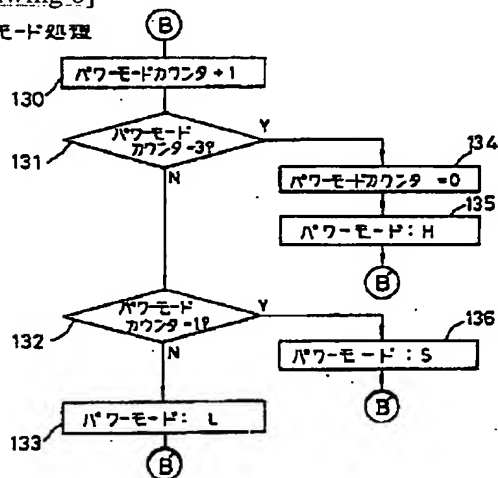 モード処理
B
130
パワーモードカウンタ+1
131
パワーモード
カウンタ=3?
Y
N
134
パワーモードカウンタ =0
135
パワーモード:H
B
132
パワーモード
カウンタ=1?
Y
N
136
パワーモード:S
B
133
パワーモード: L
B